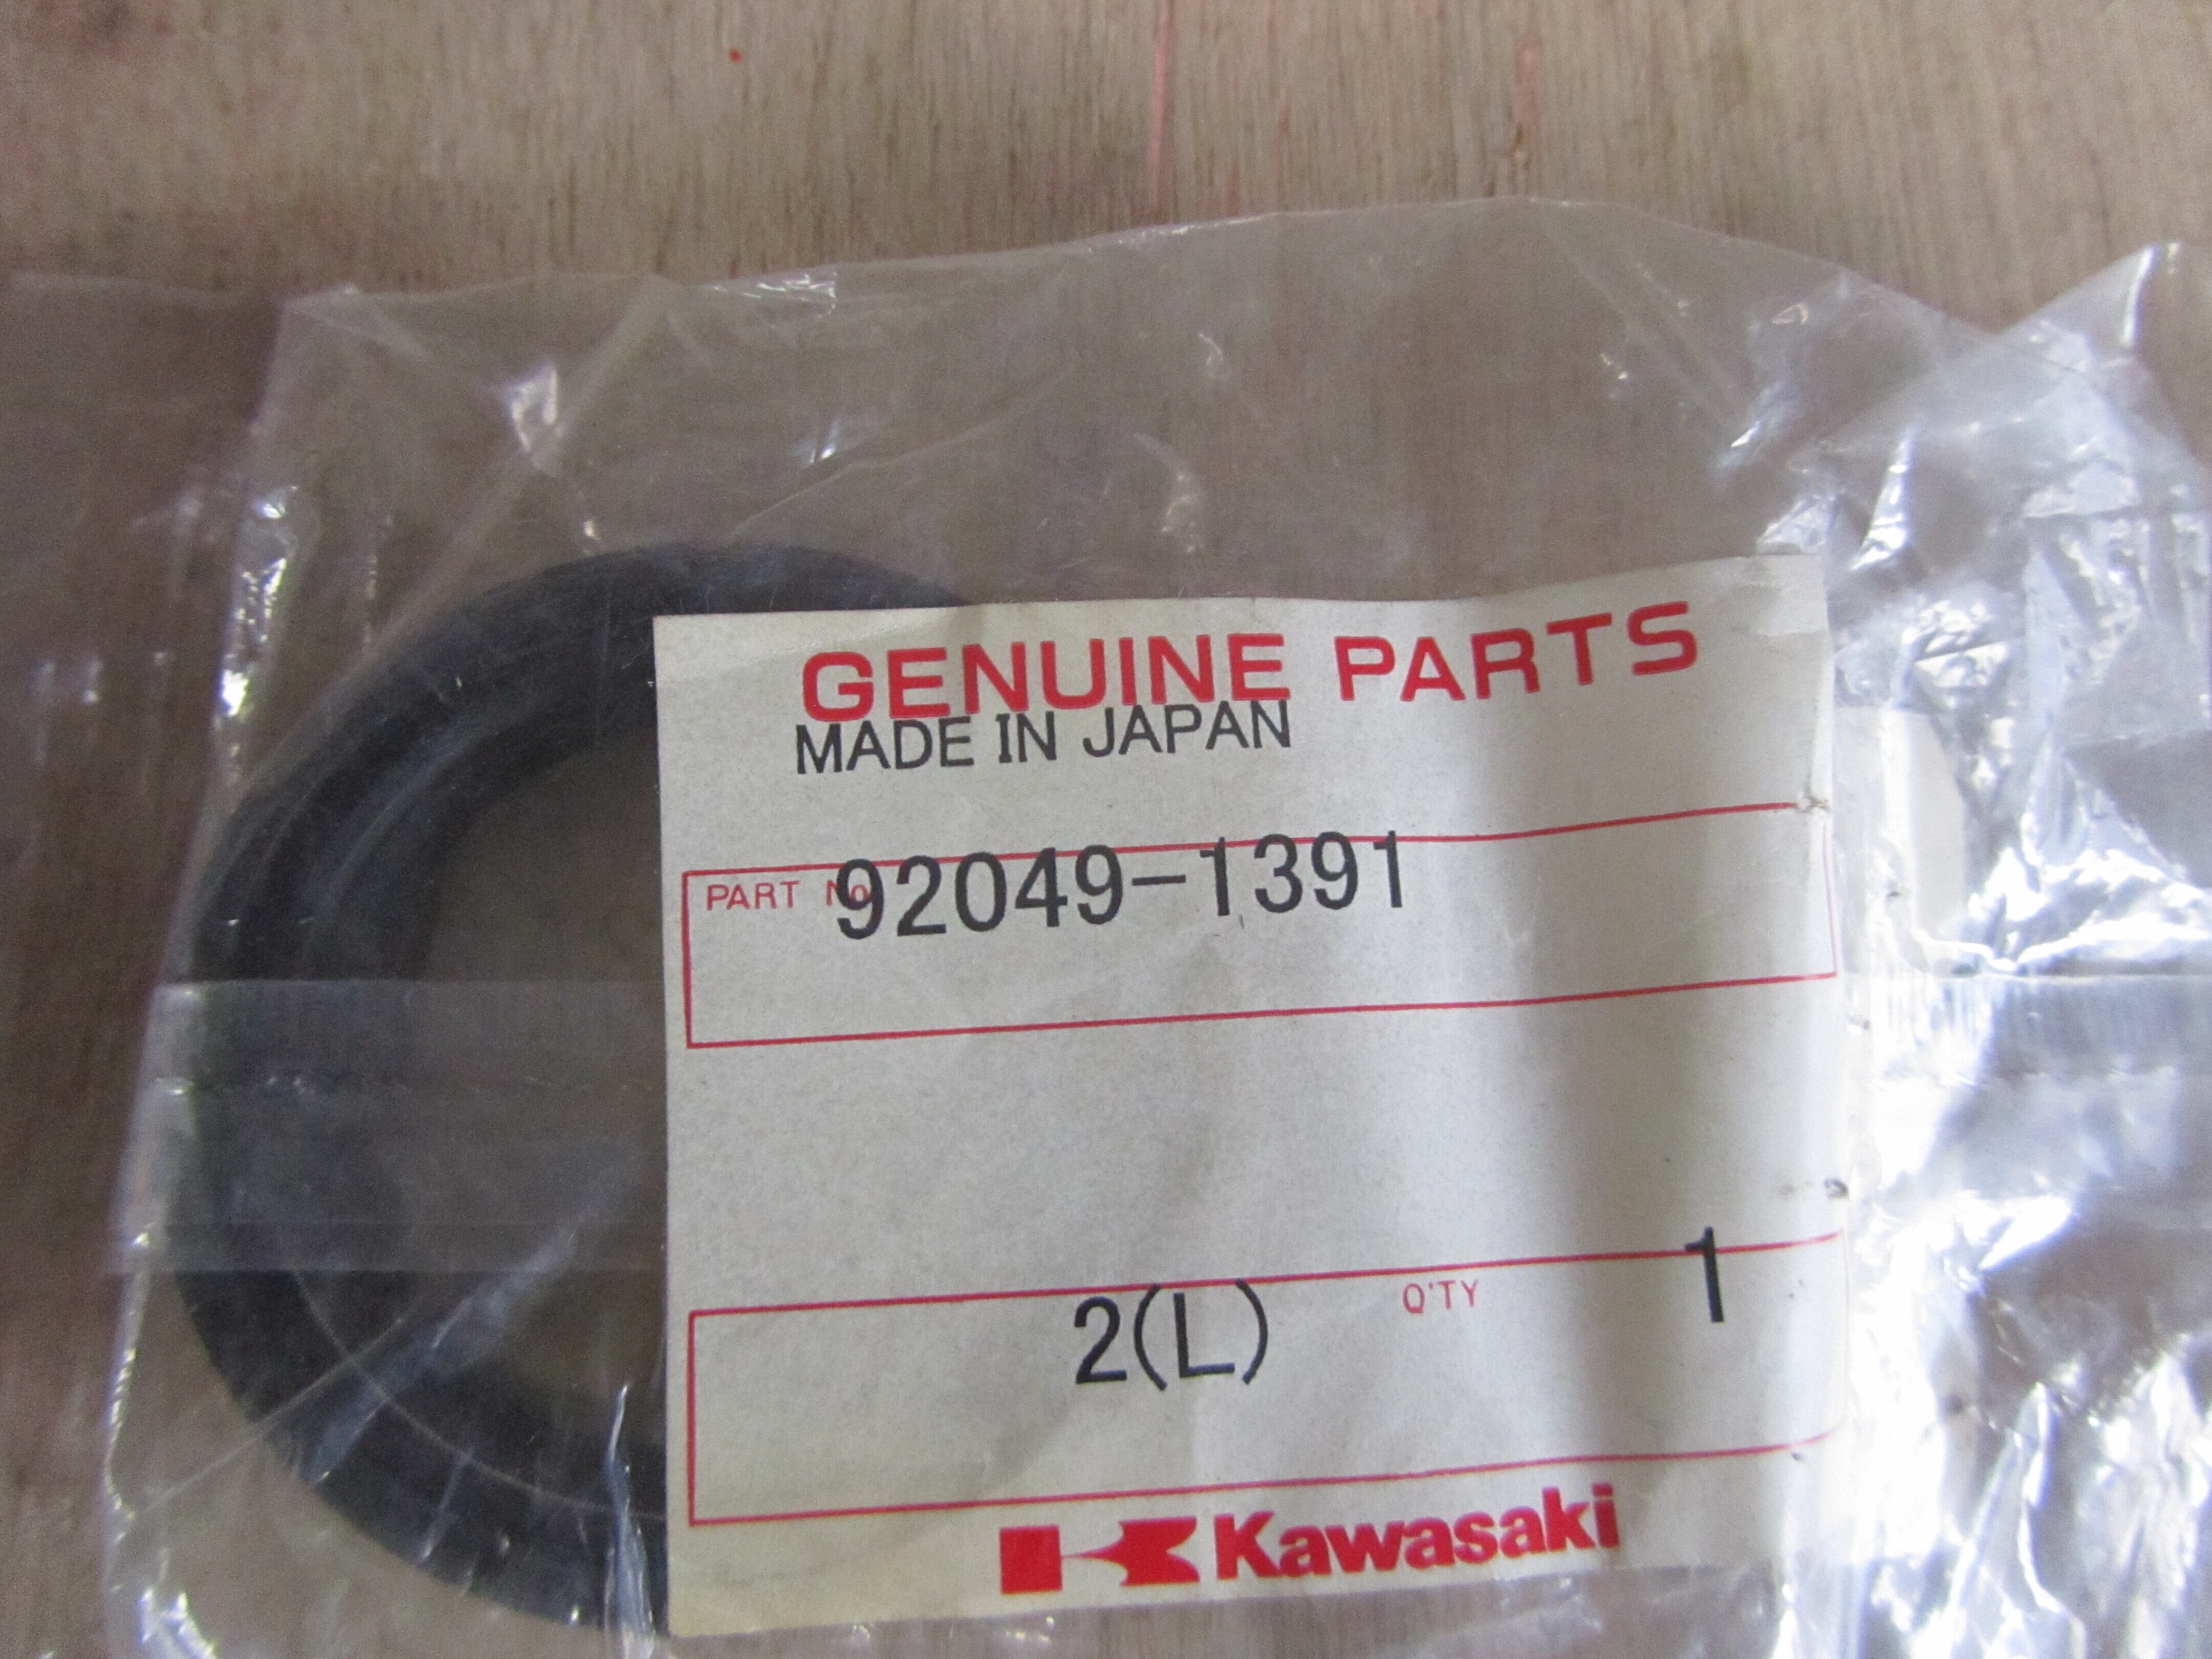 GENUINE PARTS
MADE IN JAPAN
PART No. 92049-1391
2(L) Q'TY 1
Kawasaki